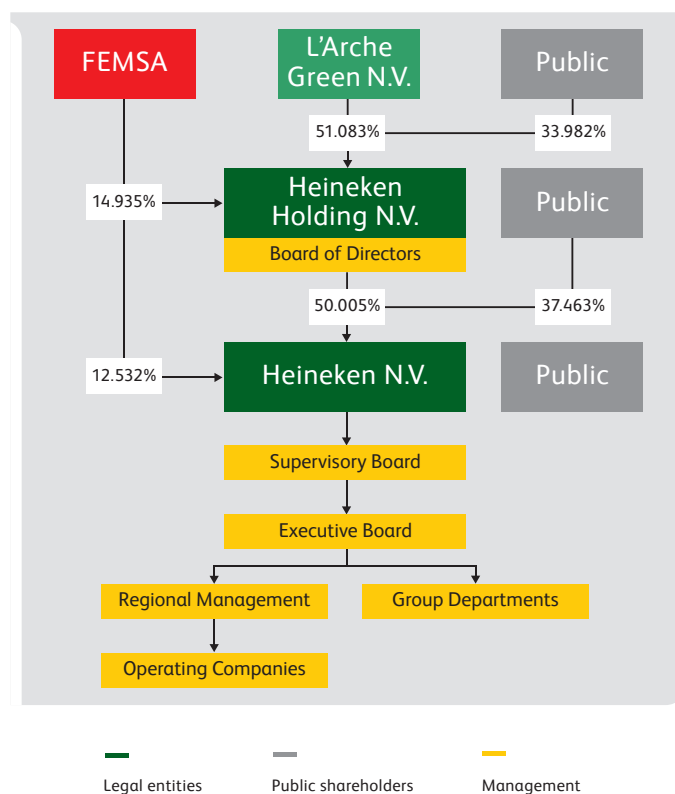 FEMSA
L'Arche
Green N.V.
Public
51.083%
33.982%
14.935%
Heineken
Holding N.V.
Public
Board of Directors
50.005%
37.463%
12.532%
Heineken N.V.
Public
Supervisory Board
Executive Board
Regional Management
Group Departments
Operating Companies
Legal entities
Public shareholders
Management